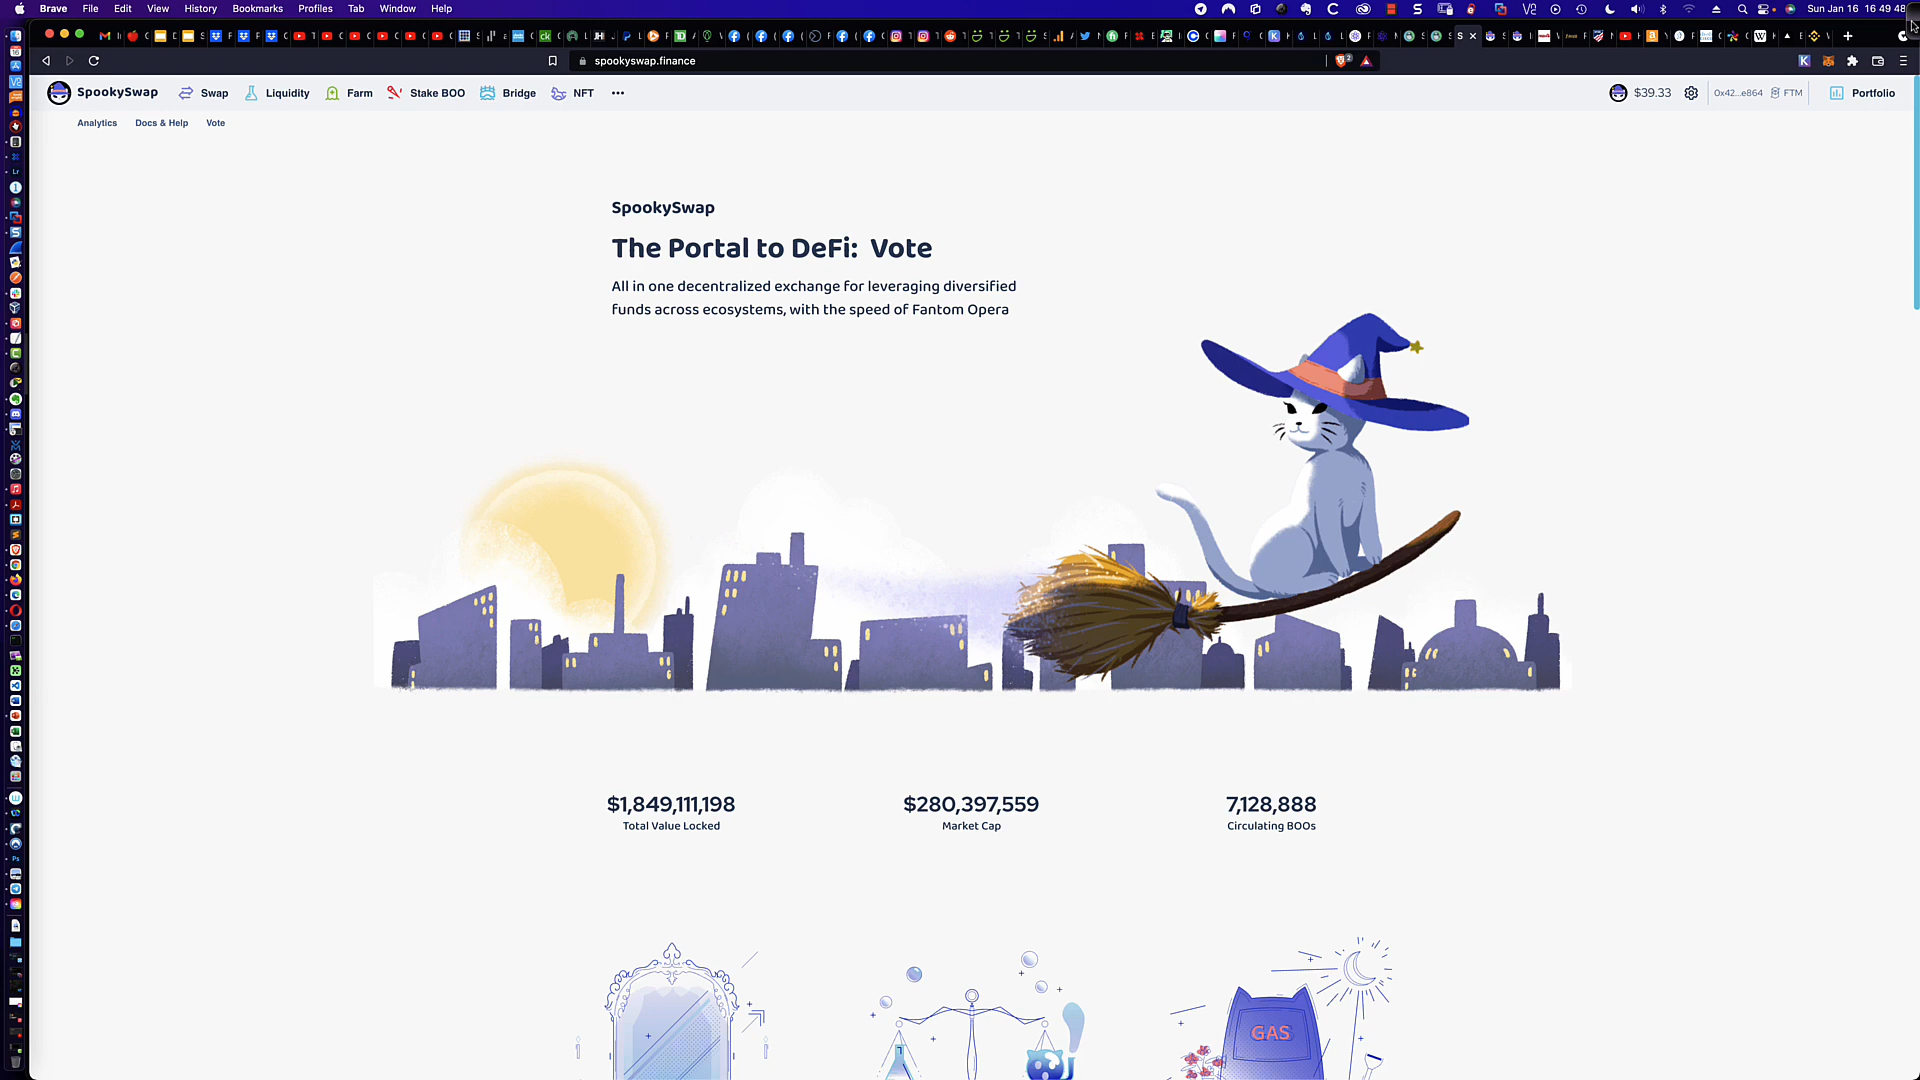 Brave File Edit View History Bookmarks Profiles Tab Window Help
Sun Jan 16 16 49 48
spookyswap.finance
SpookySwap Swap Liquidity Farm Stake BOO Bridge NFT
$39.33 0x42...e864 FTM Portfolio
Analytics Docs & Help Vote
SpookySwap
The Portal to DeFi: Vote
All in one decentralized exchange for leveraging diversified
funds across ecosystems, with the speed of Fantom Opera
$1,849,111,198
Total Value Locked
$280,397,559
Market Cap
7,128,888
Circulating BOOs
GAS